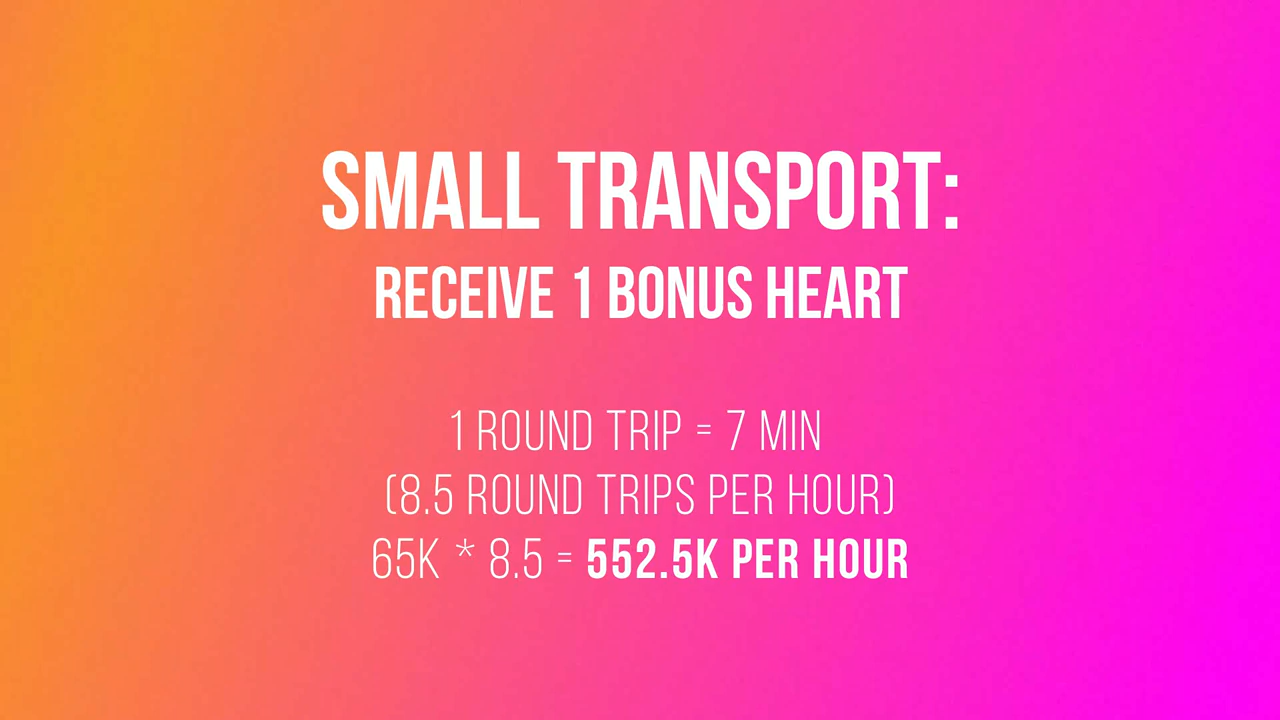 SMALL TRANSPORT:
RECEIVE 1 BONUS HEART
1 ROUND TRIP = 7 MIN
(8.5 ROUND TRIPS PER HOUR)
65K * 8.5 = 552.5K PER HOUR